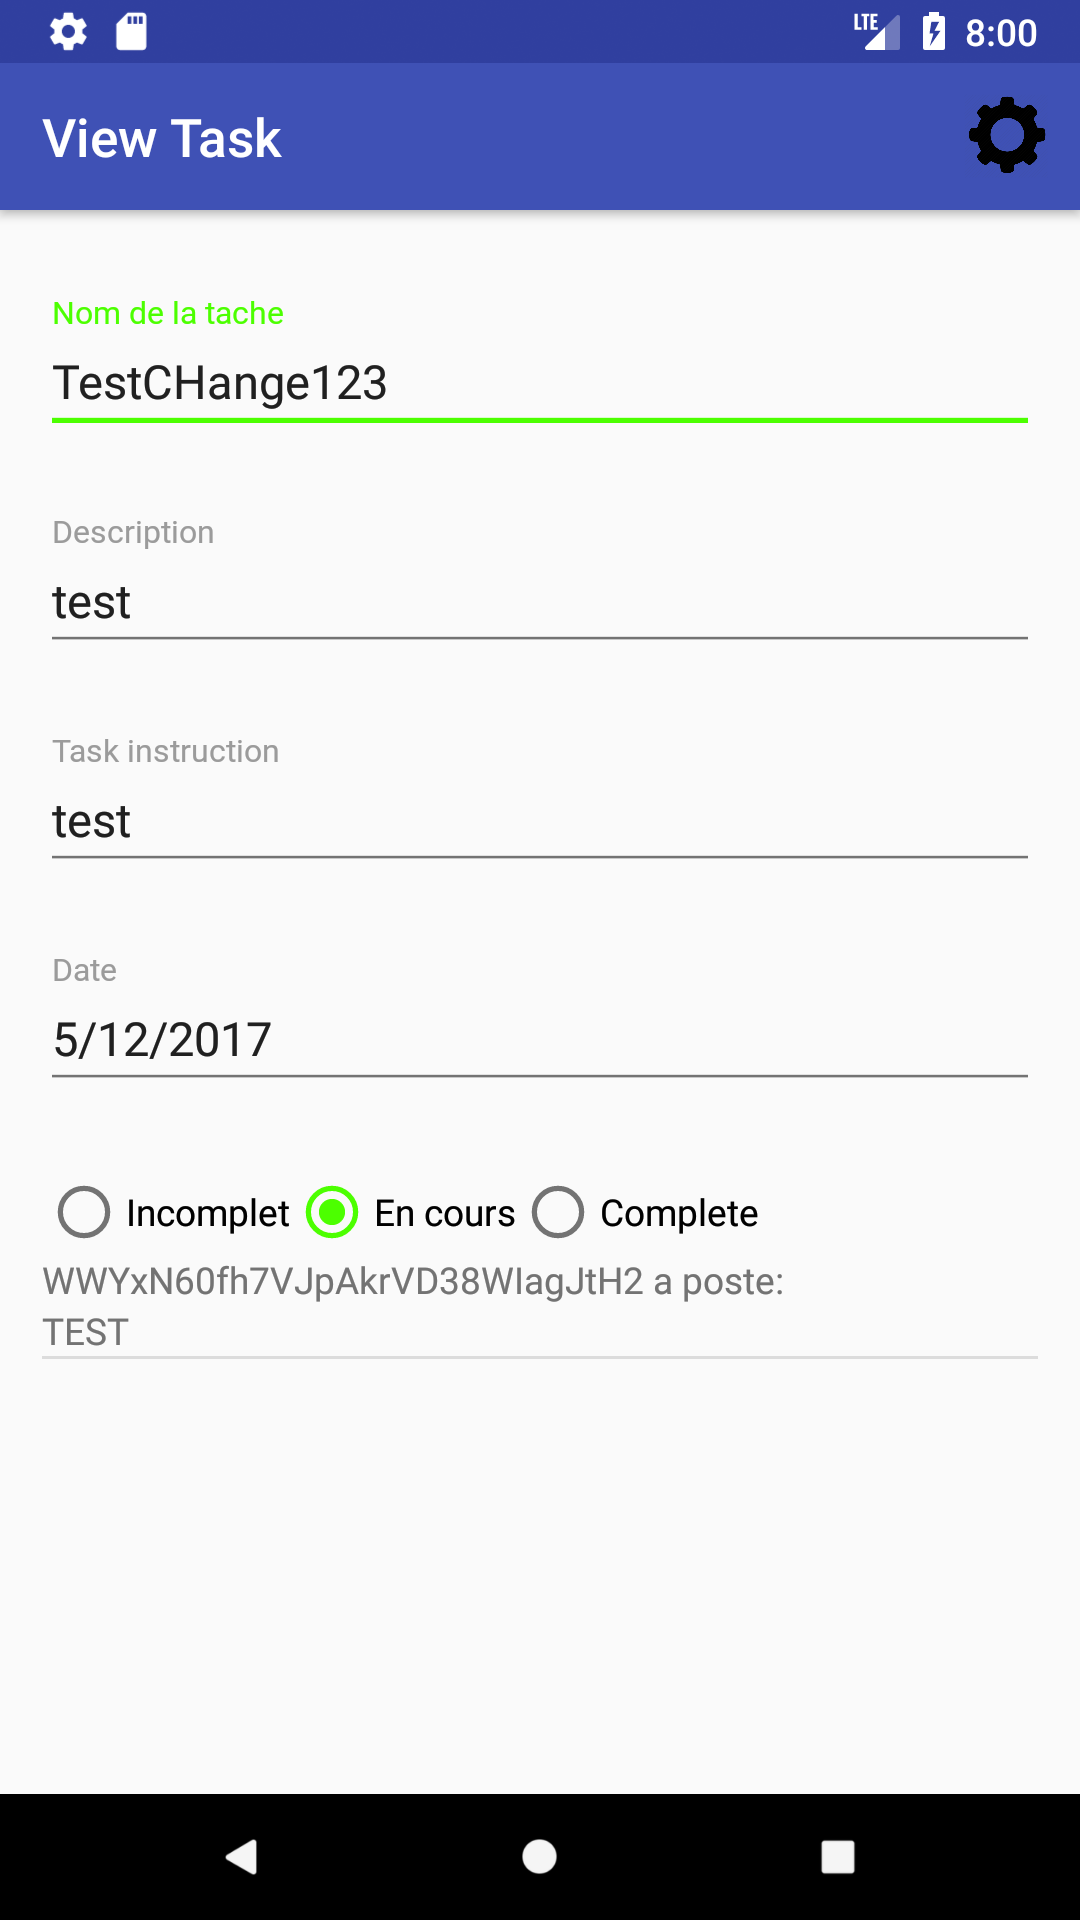 LTE 8:00
View Task
Nom de la tache
TestCHange123
Description
test
Task instruction
test
Date
5/12/2017
Incomplet En cours Complete
WWYxN60fh7VJpAkrVD38WIagJtH2 a poste:
TEST